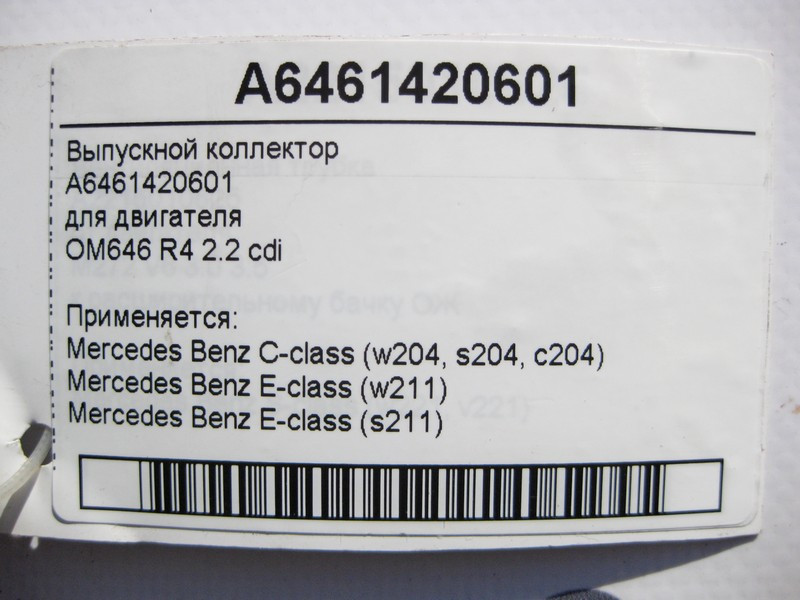 A6461420601
Выпускной коллектор
A6461420601
для двигателя
OM646 R4 2.2 cdi
Применяется:
Mercedes Benz C-class (w204, s204, c204)
Mercedes Benz E-class (w211)
Mercedes Benz E-class (s211)